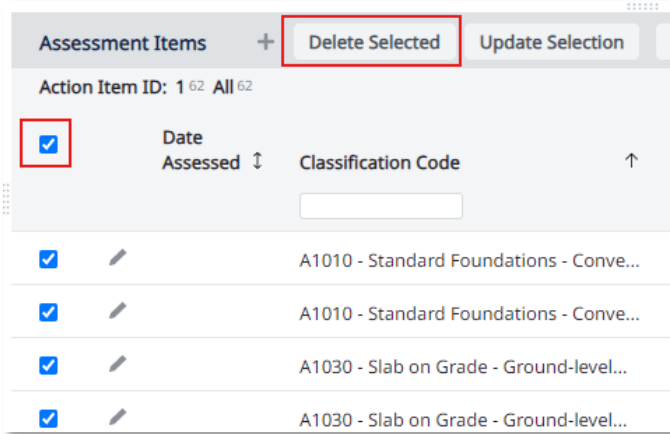 Assessment Items + Delete Selected Update Selection
Action Item ID: 1 62 All 62
Date
Assessed ↕ Classification Code ↑
A1010 - Standard Foundations - Conve...
A1010 - Standard Foundations - Conve...
A1030 - Slab on Grade - Ground-level...
A1030 - Slab on Grade - Ground-level...